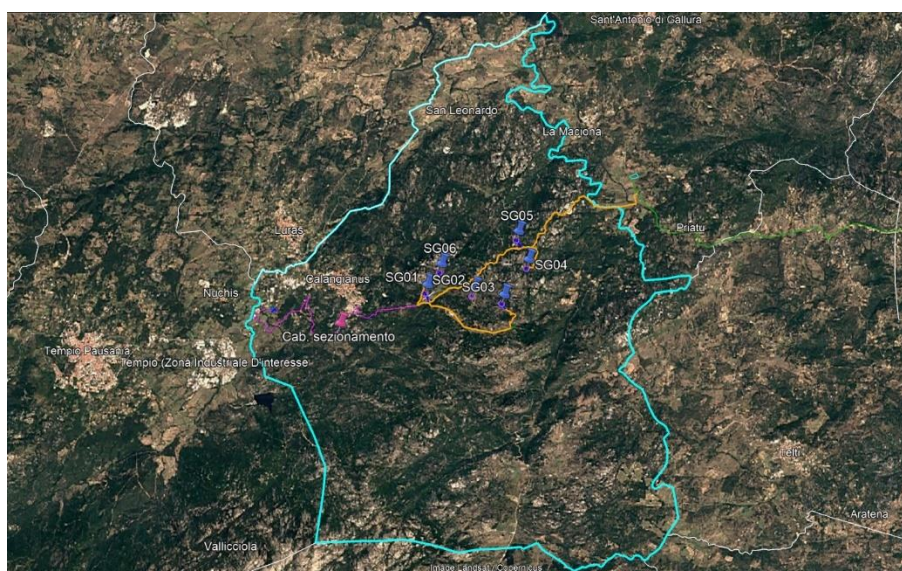 Sant'Antonio di Gallura
San Leonardo
La Maciona
SG05
Priatu
Luras
SG06
SG04
Calangianus
SG01
SG02
SG03
Nuchis
Cab. sezionamento
Tempio Pausania
Tempio (Zona Industriale D'interesse
Telti
Aratena
Vallicciola
Image Landsat / Copernicus